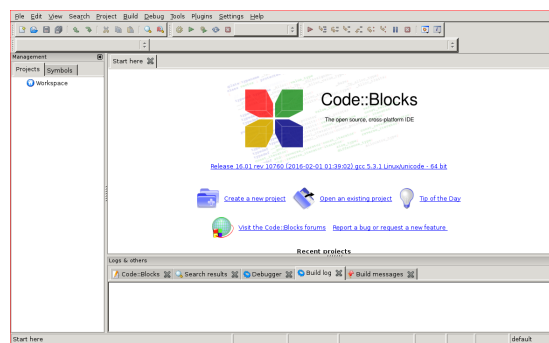 File Edit View Search Project Build Debug Tools Plugins Settings Help
Management
Projects Symbols
Workspace
Start here
Code::Blocks
The open source, cross-platform IDE
Release 16.01 rev 10760 (2016-02-01 01:39:02) gcc 5.3.1 Linux/unicode - 64 bit
Create a new project Open an existing project Tip of the Day
Visit the Code::Blocks forums Report a bug or request a new feature
Recent projects
Logs & others
Code::Blocks Search results Debugger Build log Build messages
Start here default